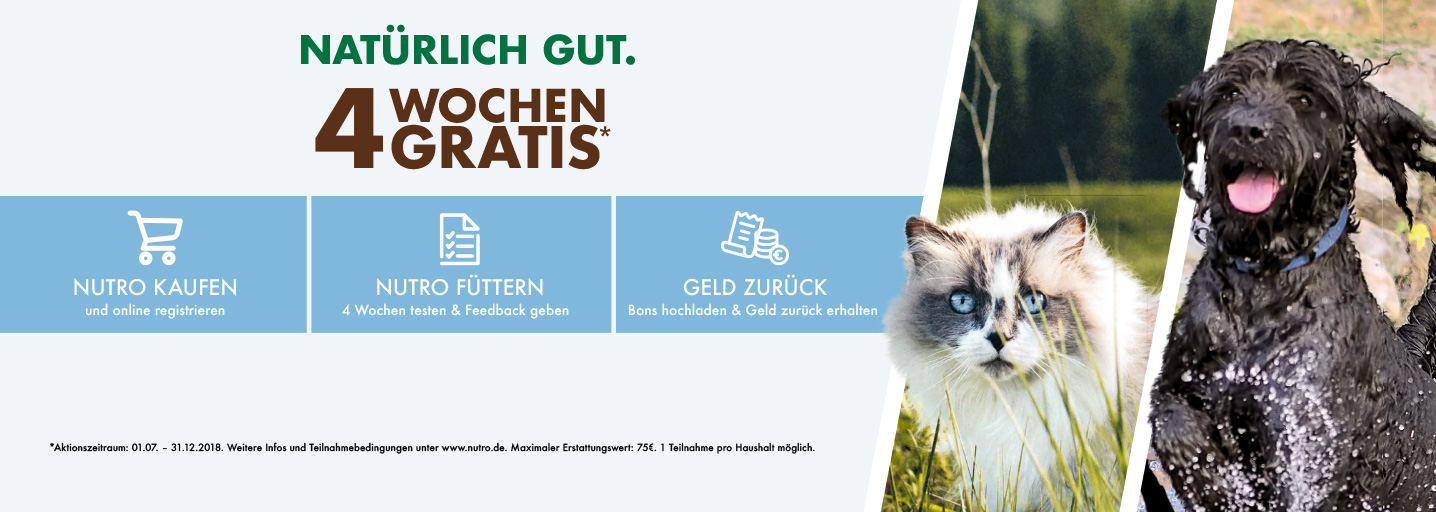 NATÜRLICH GUT.
4 WOCHEN
GRATIS*
NUTRO KAUFEN
und online registrieren
NUTRO FÜTTERN
4 Wochen testen & Feedback geben
GELD ZURÜCK
Bons hochladen & Geld zurück erhalten
*Aktionszeitraum: 01.07. – 31.12.2018. Weitere Infos und Teilnahmebedingungen unter www.nutro.de. Maximaler Erstattungswert: 75€. 1 Teilnahme pro Haushalt möglich.